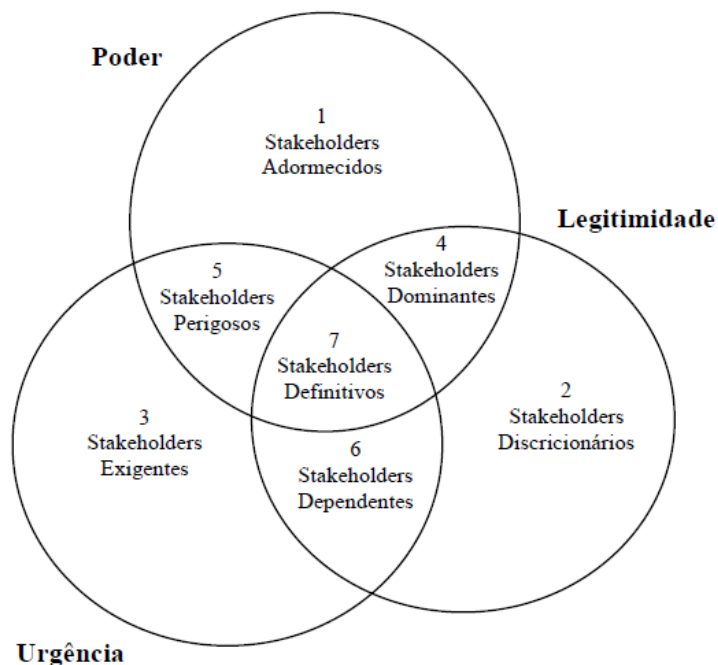 Poder
1
Stakeholders
Adormecidos
Legitimidade
4
Stakeholders
Dominantes
5
Stakeholders
Perigosos
7
Stakeholders
Definitivos
2
Stakeholders
Discricionários
3
Stakeholders
Exigentes
6
Stakeholders
Dependentes
Urgência